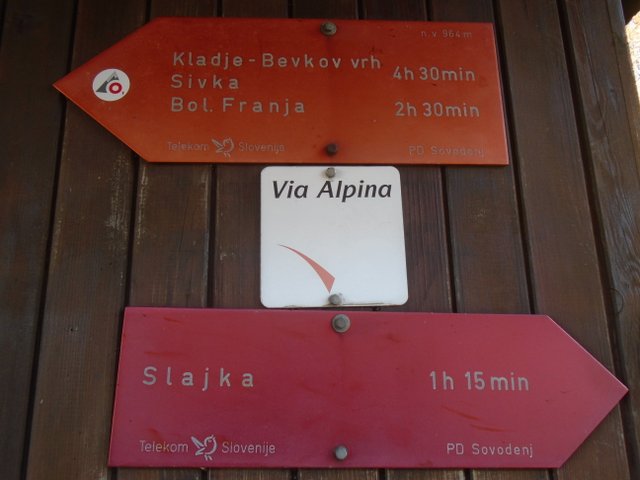 n.v 964 m
Kladje - Bevkov vrh
Sivka 4h 30min
Bol. Franja 2h 30min
Telekom Slovenije PD Sovodenj
Via Alpina
Slajka 1h 15min
Telekom Slovenije PD Sovodenj